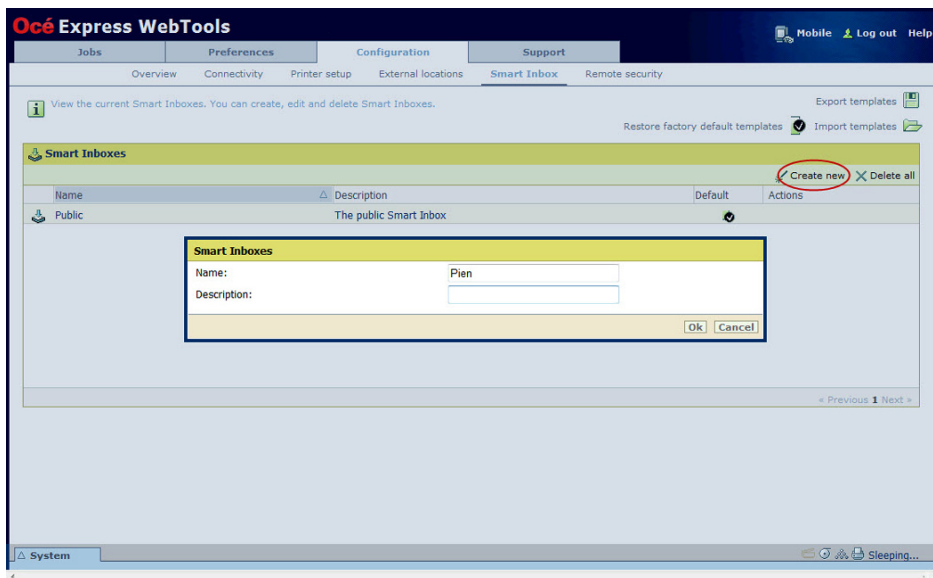 Océ Express WebTools
Mobile Log out Help
Jobs Preferences Configuration Support
Overview Connectivity Printer setup External locations Smart Inbox Remote security
View the current Smart Inboxes. You can create, edit and delete Smart Inboxes.
Export templates
Restore factory default templates Import templates
Smart Inboxes
Create new Delete all
Name Description Default Actions
Public The public Smart Inbox
Smart Inboxes
Name: Pien
Description:
Ok Cancel
« Previous 1 Next »
System Sleeping...